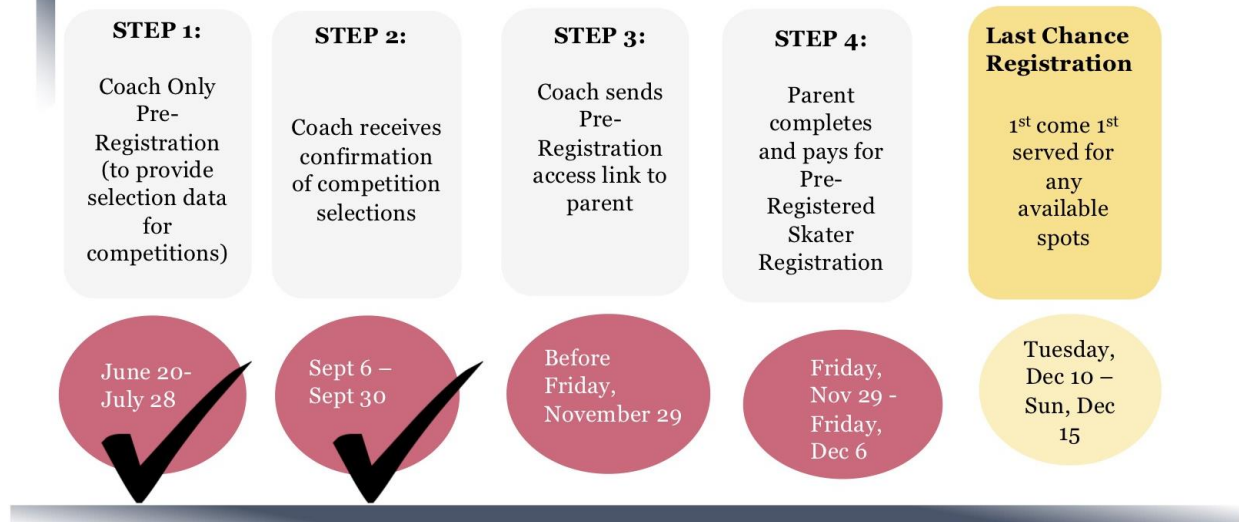 STEP 1:
Coach Only
Pre-
Registration
(to provide
selection data
for
competitions)
STEP 2:
Coach receives
confirmation
of competition
selections
STEP 3:
Coach sends
Pre-
Registration
access link to
parent
STEP 4:
Parent
completes
and pays for
Pre-
Registered
Skater
Registration
Last Chance
Registration
1st come 1st
served for
any
available
spots
June 20-
July 28
Sept 6 –
Sept 30
Before
Friday,
November 29
Friday,
Nov 29 -
Friday,
Dec 6
Tuesday,
Dec 10 –
Sun, Dec
15